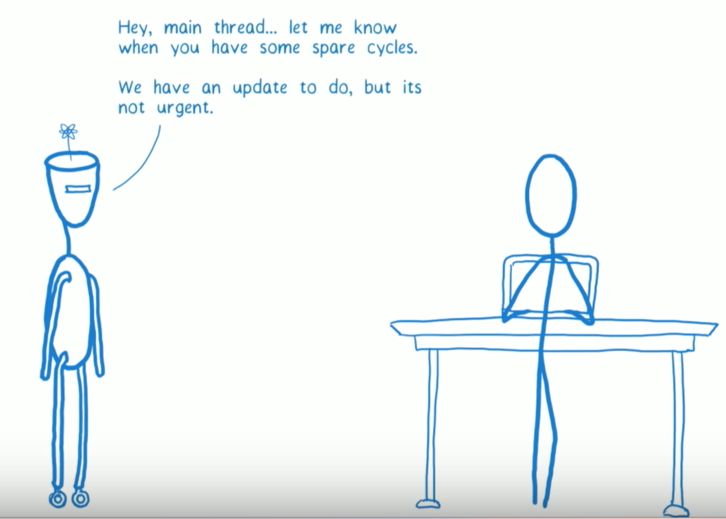 Hey, main thread... let me know
when you have some spare cycles.
We have an update to do, but its
not urgent.